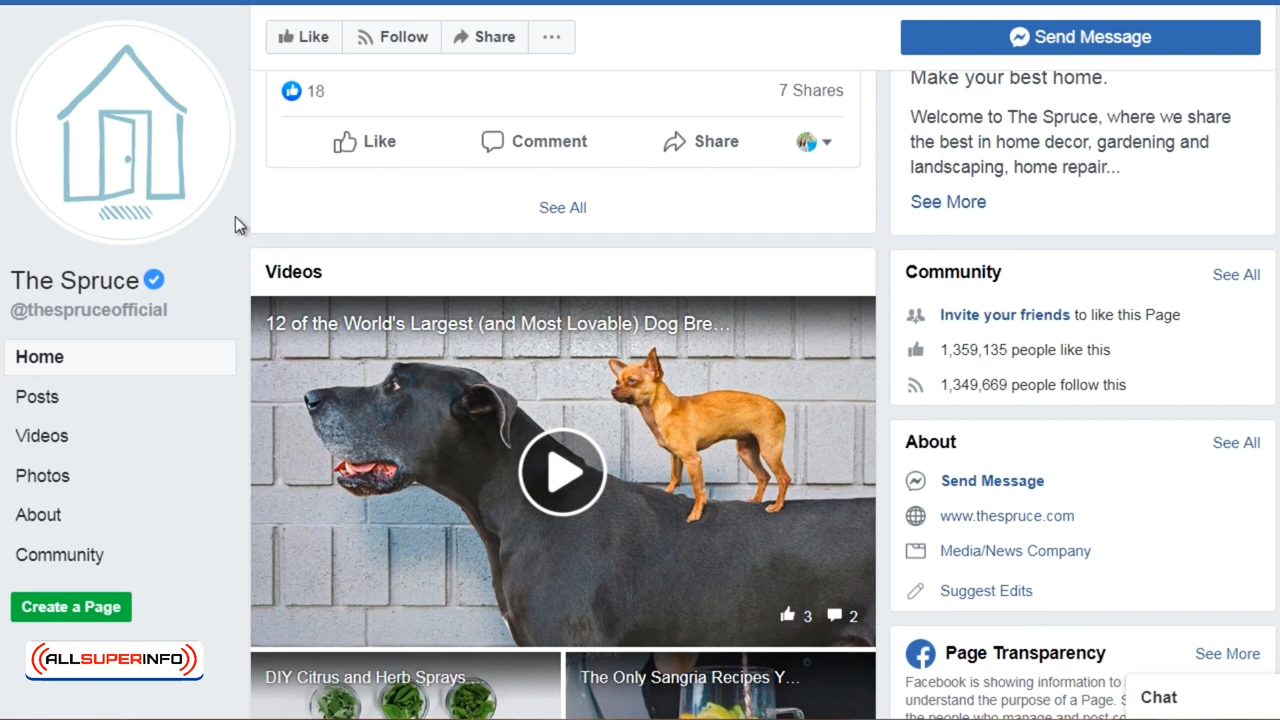 Like
Follow
Share
Send Message
18
7 Shares
Like
Comment
Share
See All
The Spruce
@thespruceofficial
Home
Posts
Videos
Photos
About
Community
Create a Page
ALLSUPERINFO
Videos
12 of the World's Largest (and Most Lovable) Dog Bre...
3
2
DIY Citrus and Herb Sprays...
The Only Sangria Recipes Y...
Make your best home.
Welcome to The Spruce, where we share
the best in home decor, gardening and
landscaping, home repair...
See More
Community
See All
Invite your friends to like this Page
1,359,135 people like this
1,349,669 people follow this
About
See All
Send Message
www.thespruce.com
Media/News Company
Suggest Edits
Page Transparency
See More
Facebook is showing information to
understand the purpose of a Page.
the people who manage and post
Chat